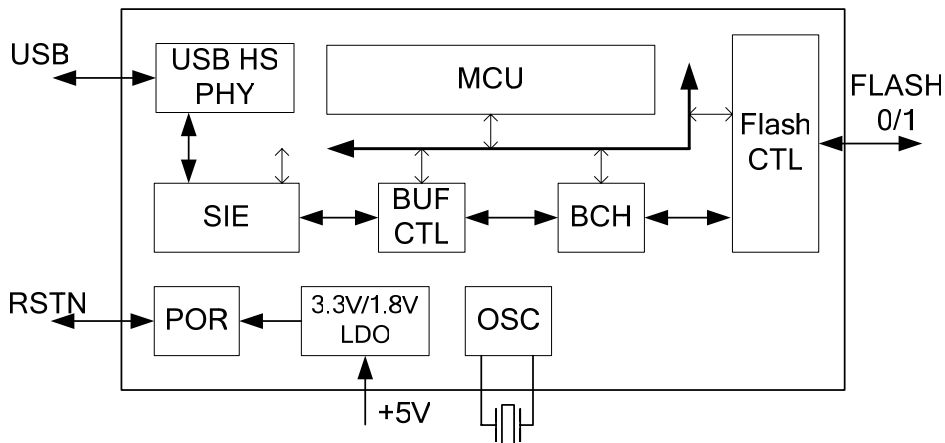 USB
USB HS
PHY
MCU
Flash
CTL
FLASH
0/1
SIE
BUF
CTL
BCH
RSTN
POR
3.3V/1.8V
LDO
OSC
+5V